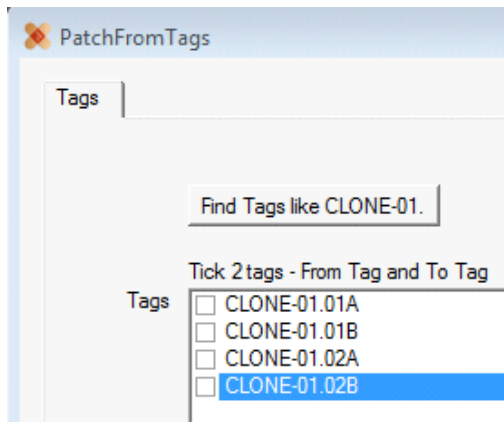 PatchFromTags
Tags
Find Tags like CLONE-01.
Tick 2 tags - From Tag and To Tag
Tags
CLONE-01.01A
CLONE-01.01B
CLONE-01.02A
CLONE-01.02B